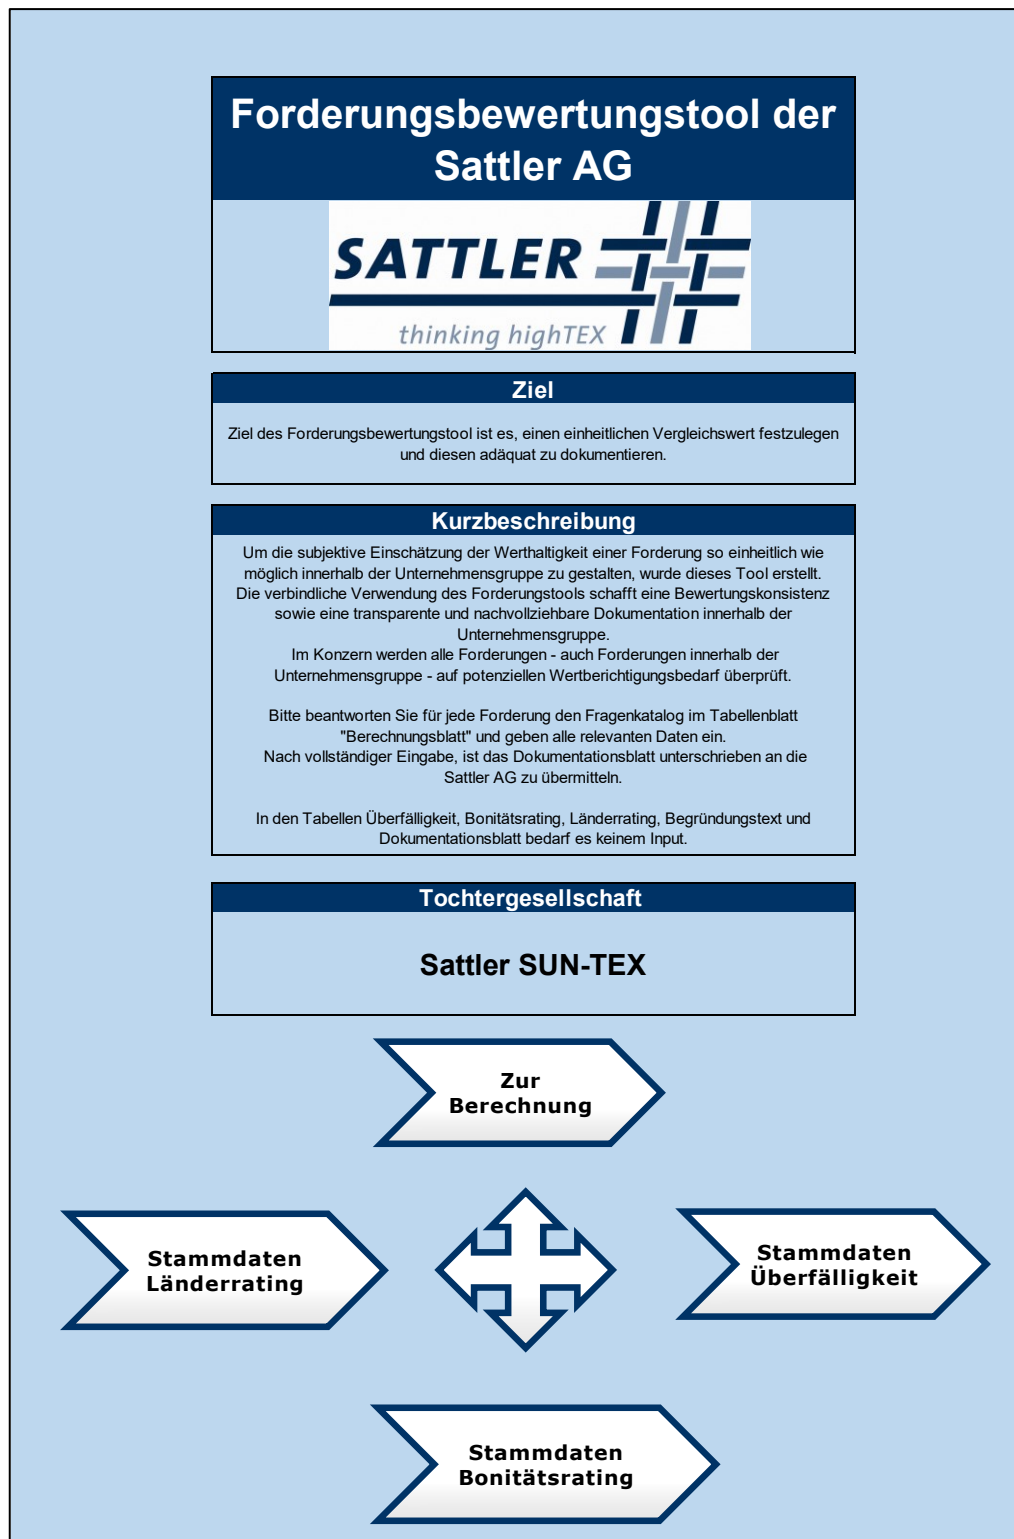 Forderungsbewertungstool der
Sattler AG
SATTLER
thinking highTEX
Ziel
Ziel des Forderungsbewertungstool ist es, einen einheitlichen Vergleichswert festzulegen
und diesen adäquat zu dokumentieren.
Kurzbeschreibung
Um die subjektive Einschätzung der Werthaltigkeit einer Forderung so einheitlich wie
möglich innerhalb der Unternehmensgruppe zu gestalten, wurde dieses Tool erstellt.
Die verbindliche Verwendung des Forderungstools schafft eine Bewertungskonsistenz
sowie eine transparente und nachvollziehbare Dokumentation innerhalb der
Unternehmensgruppe.
Im Konzern werden alle Forderungen - auch Forderungen innerhalb der
Unternehmensgruppe - auf potenziellen Wertberichtigungsbedarf überprüft.
Bitte beantworten Sie für jede Forderung den Fragenkatalog im Tabellenblatt
"Berechnungsblatt" und geben alle relevanten Daten ein.
Nach vollständiger Eingabe, ist das Dokumentationsblatt unterschrieben an die
Sattler AG zu übermitteln.
In den Tabellen Überfälligkeit, Bonitätsrating, Länderrating, Begründungstext und
Dokumentationsblatt bedarf es keinem Input.
Tochtergesellschaft
Sattler SUN-TEX
Zur
Berechnung
Stammdaten
Länderrating
Stammdaten
Überfälligkeit
Stammdaten
Bonitätsrating